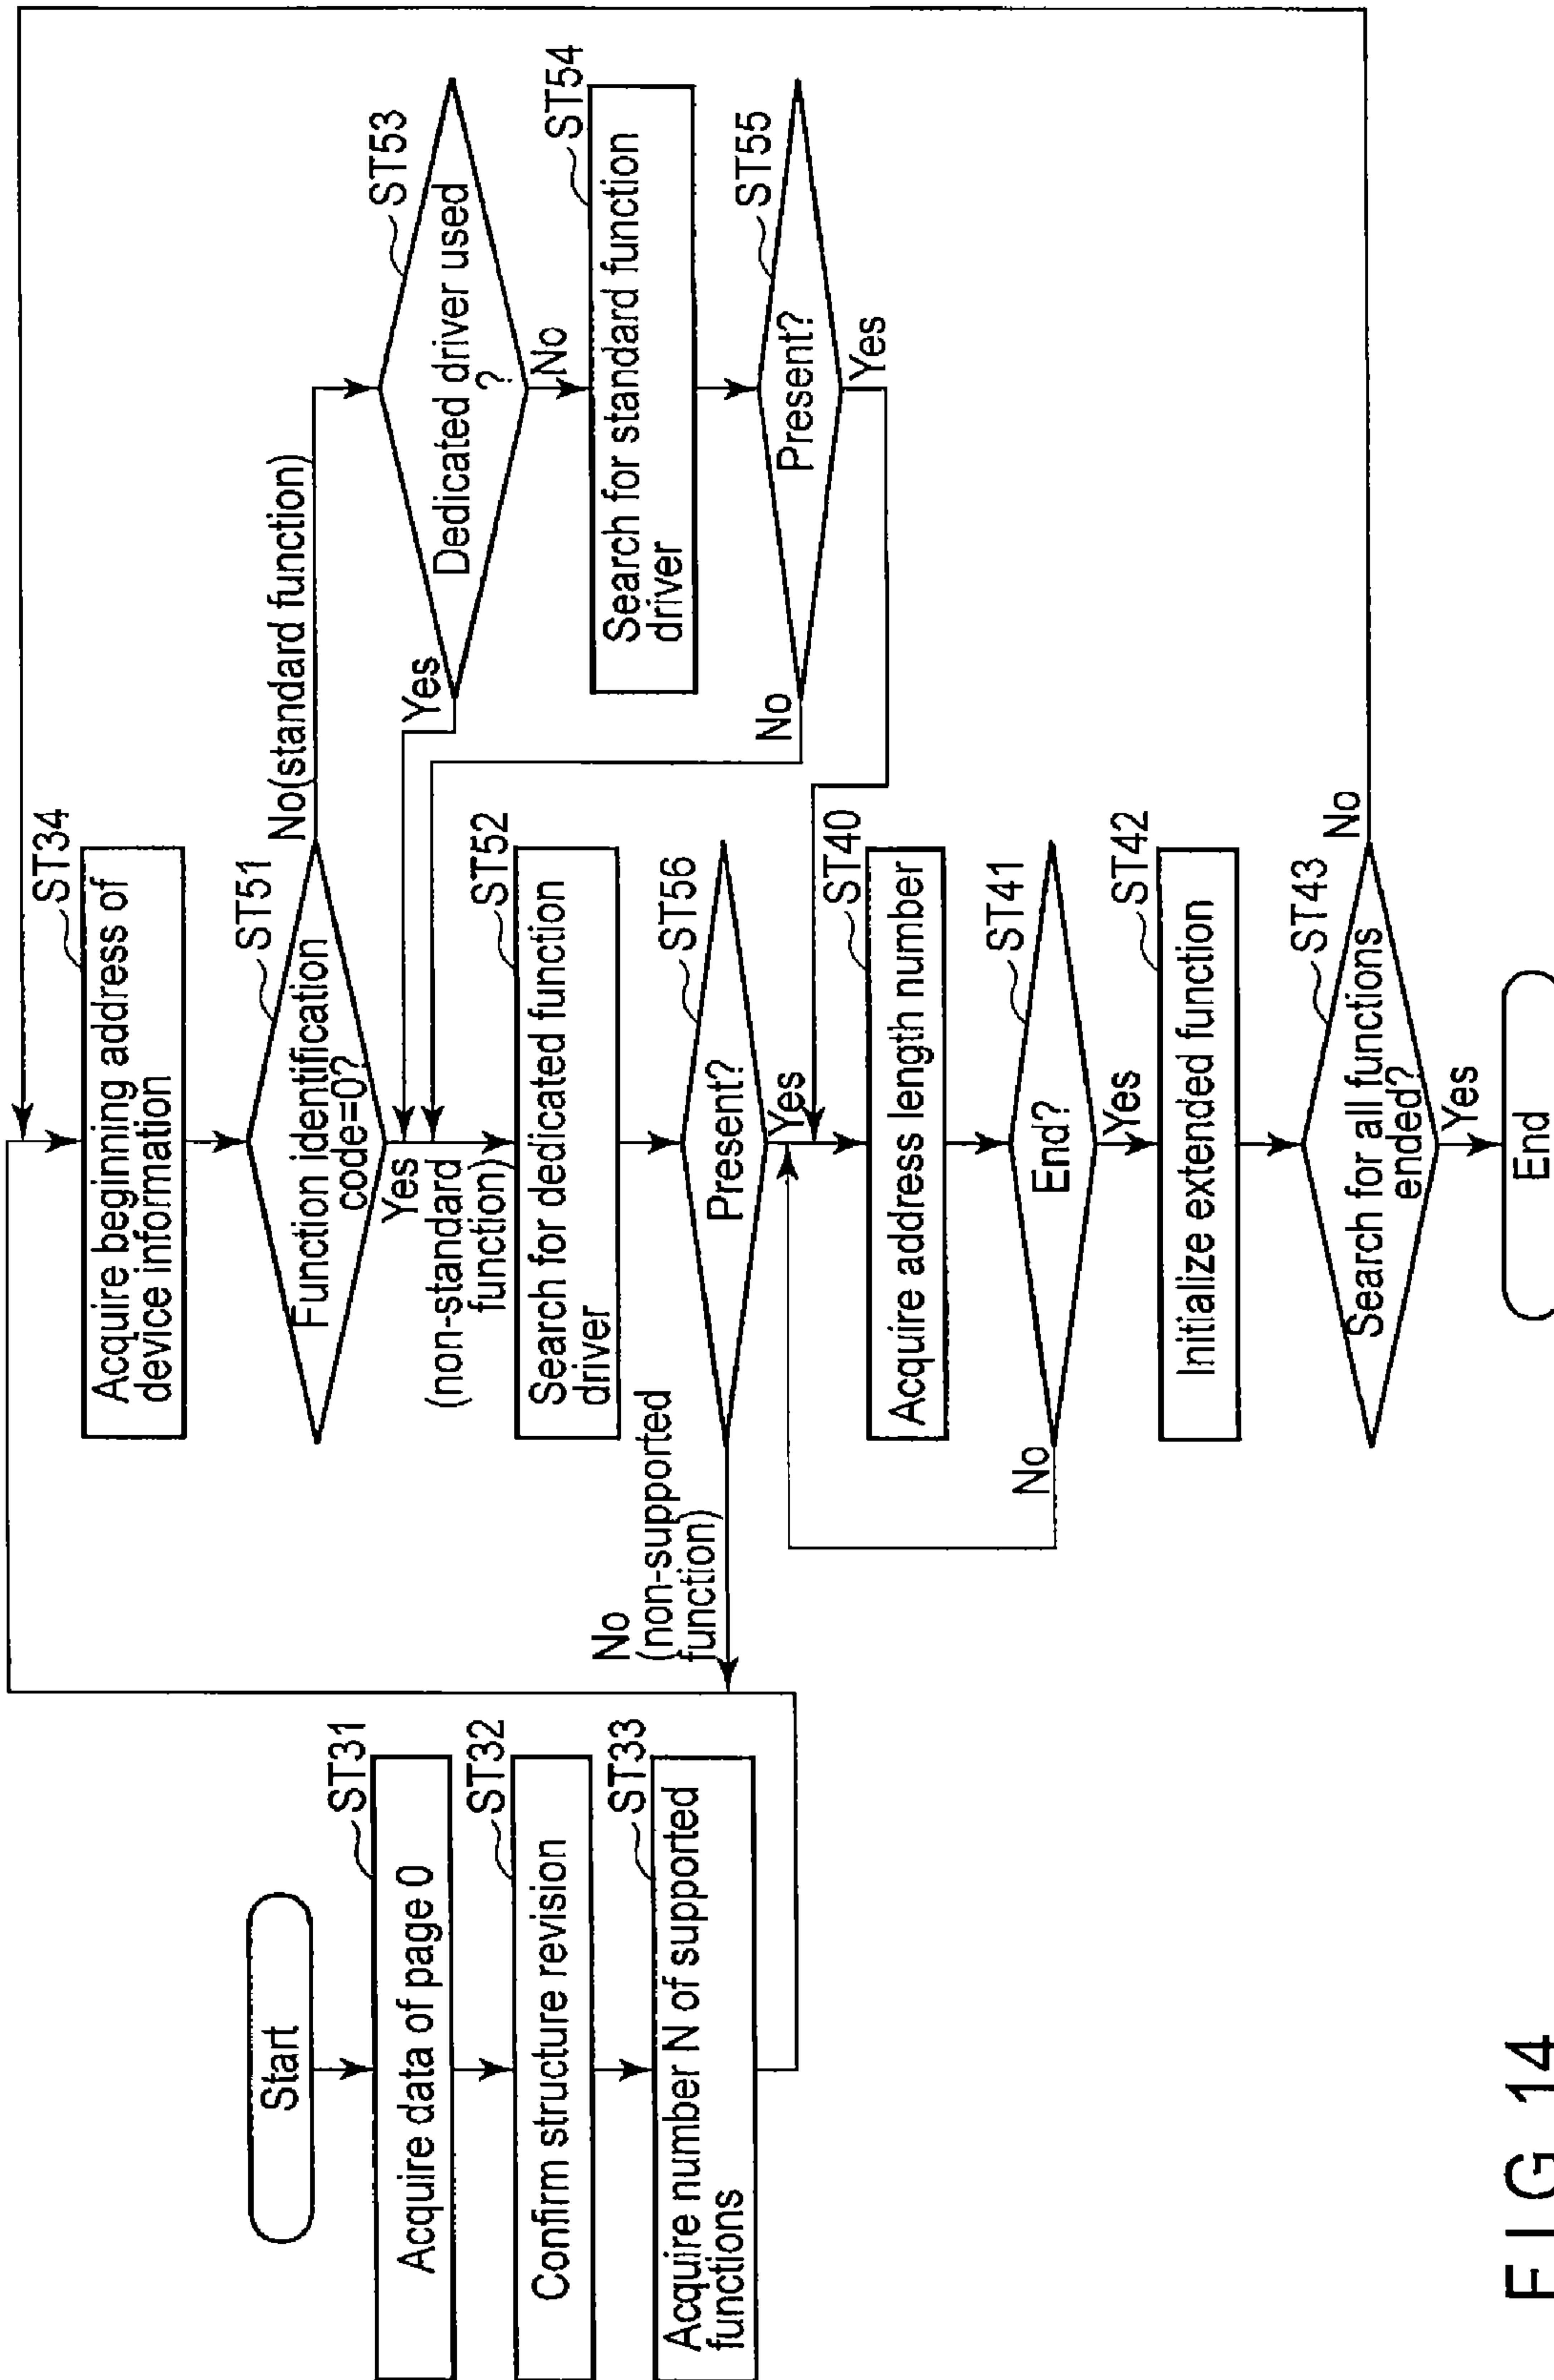 Start
ST31
Acquire data of page 0
ST32
Confirm structure revision
ST33
Acquire number N of supported
functions
ST34
Acquire beginning address of
device information
ST51
Function identification
code=0?
No(standard function)
Yes
(non-standard
function)
ST52
Search for dedicated function
driver
ST56
Present?
No
(non-supported
function)
Yes
ST40
Acquire address length number
ST41
End?
No
Yes
ST42
Initialize extended function
ST43
Search for all functions
ended?
No
Yes
End
ST53
Dedicated driver used
?
Yes
No
ST54
Search for standard function
driver
ST55
Present?
No
Yes
FIG. 14